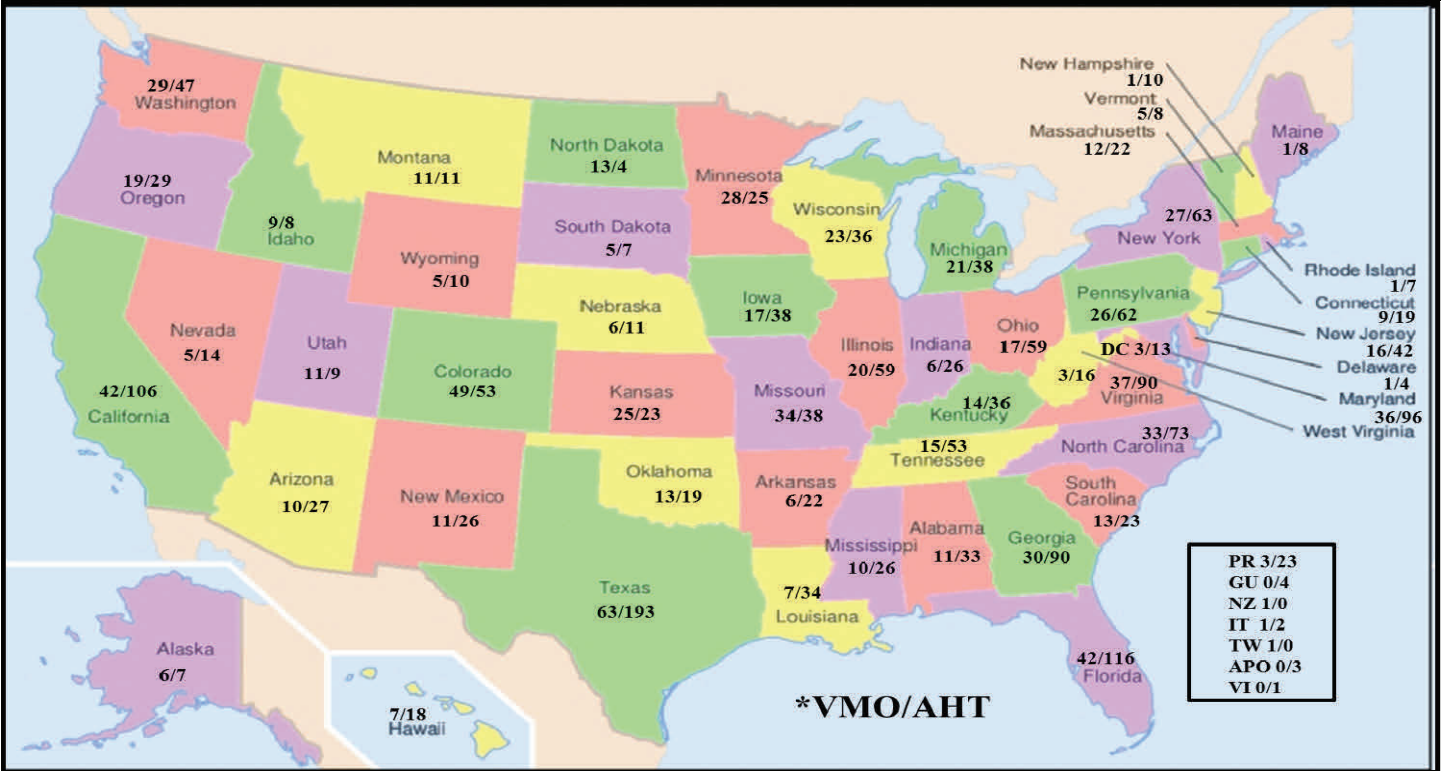 New Hampshire
1/10
Vermont
5/8
Massachusetts
12/22
Maine
1/8
29/47
Washington
Montana
11/11
North Dakota
13/4
Minnesota
28/25
19/29
Oregon
9/8
Idaho
Wyoming
5/10
South Dakota
5/7
Wisconsin
23/36
Michigan
21/38
27/63
New York
Rhode Island
1/7
Connecticut
9/19
New Jersey
16/42
Delaware
1/4
Maryland
36/96
West Virginia
Nevada
5/14
Utah
11/9
Colorado
49/53
Nebraska
6/11
Iowa
17/38
Illinois
20/59
Indiana
6/26
Ohio
17/59
Pennsylvania
26/62
DC 3/13
3/16
37/90
Virginia
42/106
California
Kansas
25/23
Missouri
34/38
14/36
Kentucky
15/53
Tennessee
33/73
North Carolina
Arizona
10/27
New Mexico
11/26
Oklahoma
13/19
Arkansas
6/22
South
Carolina
13/23
Mississippi
10/26
Alabama
11/33
Georgia
30/90
Texas
63/193
7/34
Louisiana
42/116
Florida
Alaska
6/7
7/18
Hawaii
*VMO/AHT
PR 3/23
GU 0/4
NZ 1/0
IT 1/2
TW 1/0
APO 0/3
VI 0/1